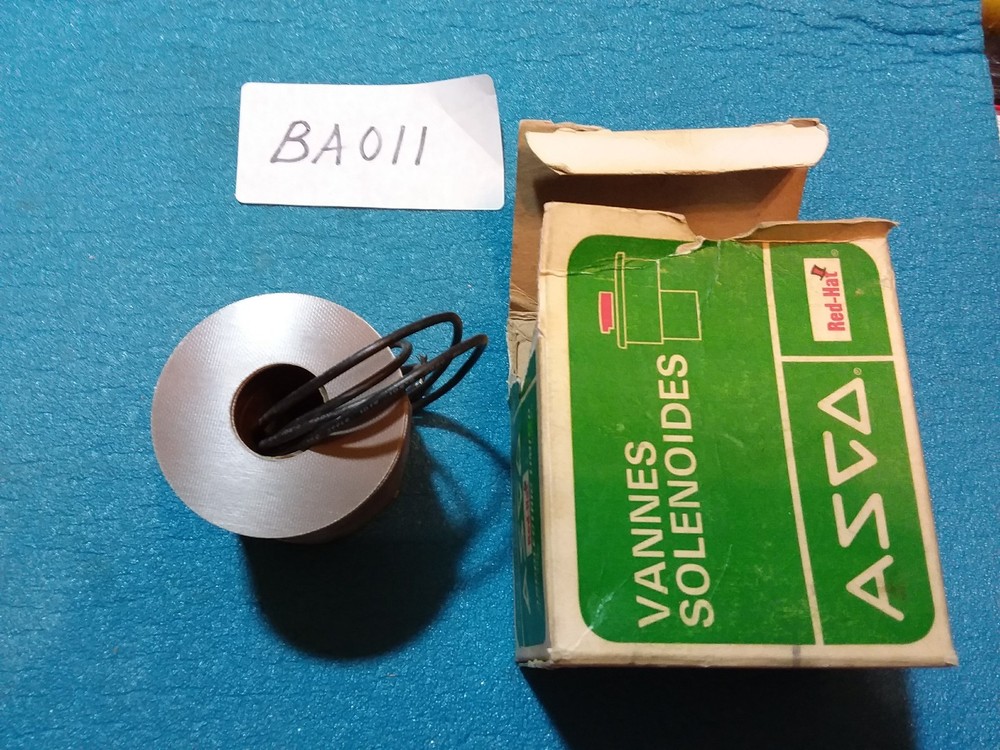 BA011
VANNES
SOLENOIDES
Red-Hat®
ASCO®